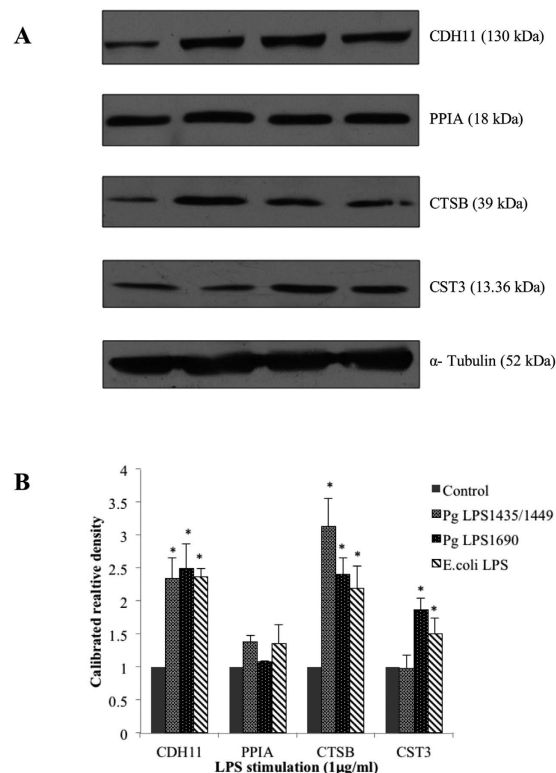 A
CDH11 (130 kDa)
PPIA (18 kDa)
CTSB (39 kDa)
CST3 (13.36 kDa)
α- Tubulin (52 kDa)
B
Calibrated realtive density
4
3.5
3
2.5
2
1.5
1
0.5
0
* * *
* * *
* *
Control
Pg LPS1435/1449
Pg LPS1690
E.coli LPS
CDH11 PPIA CTSB CST3
LPS stimulation (1μg/ml)